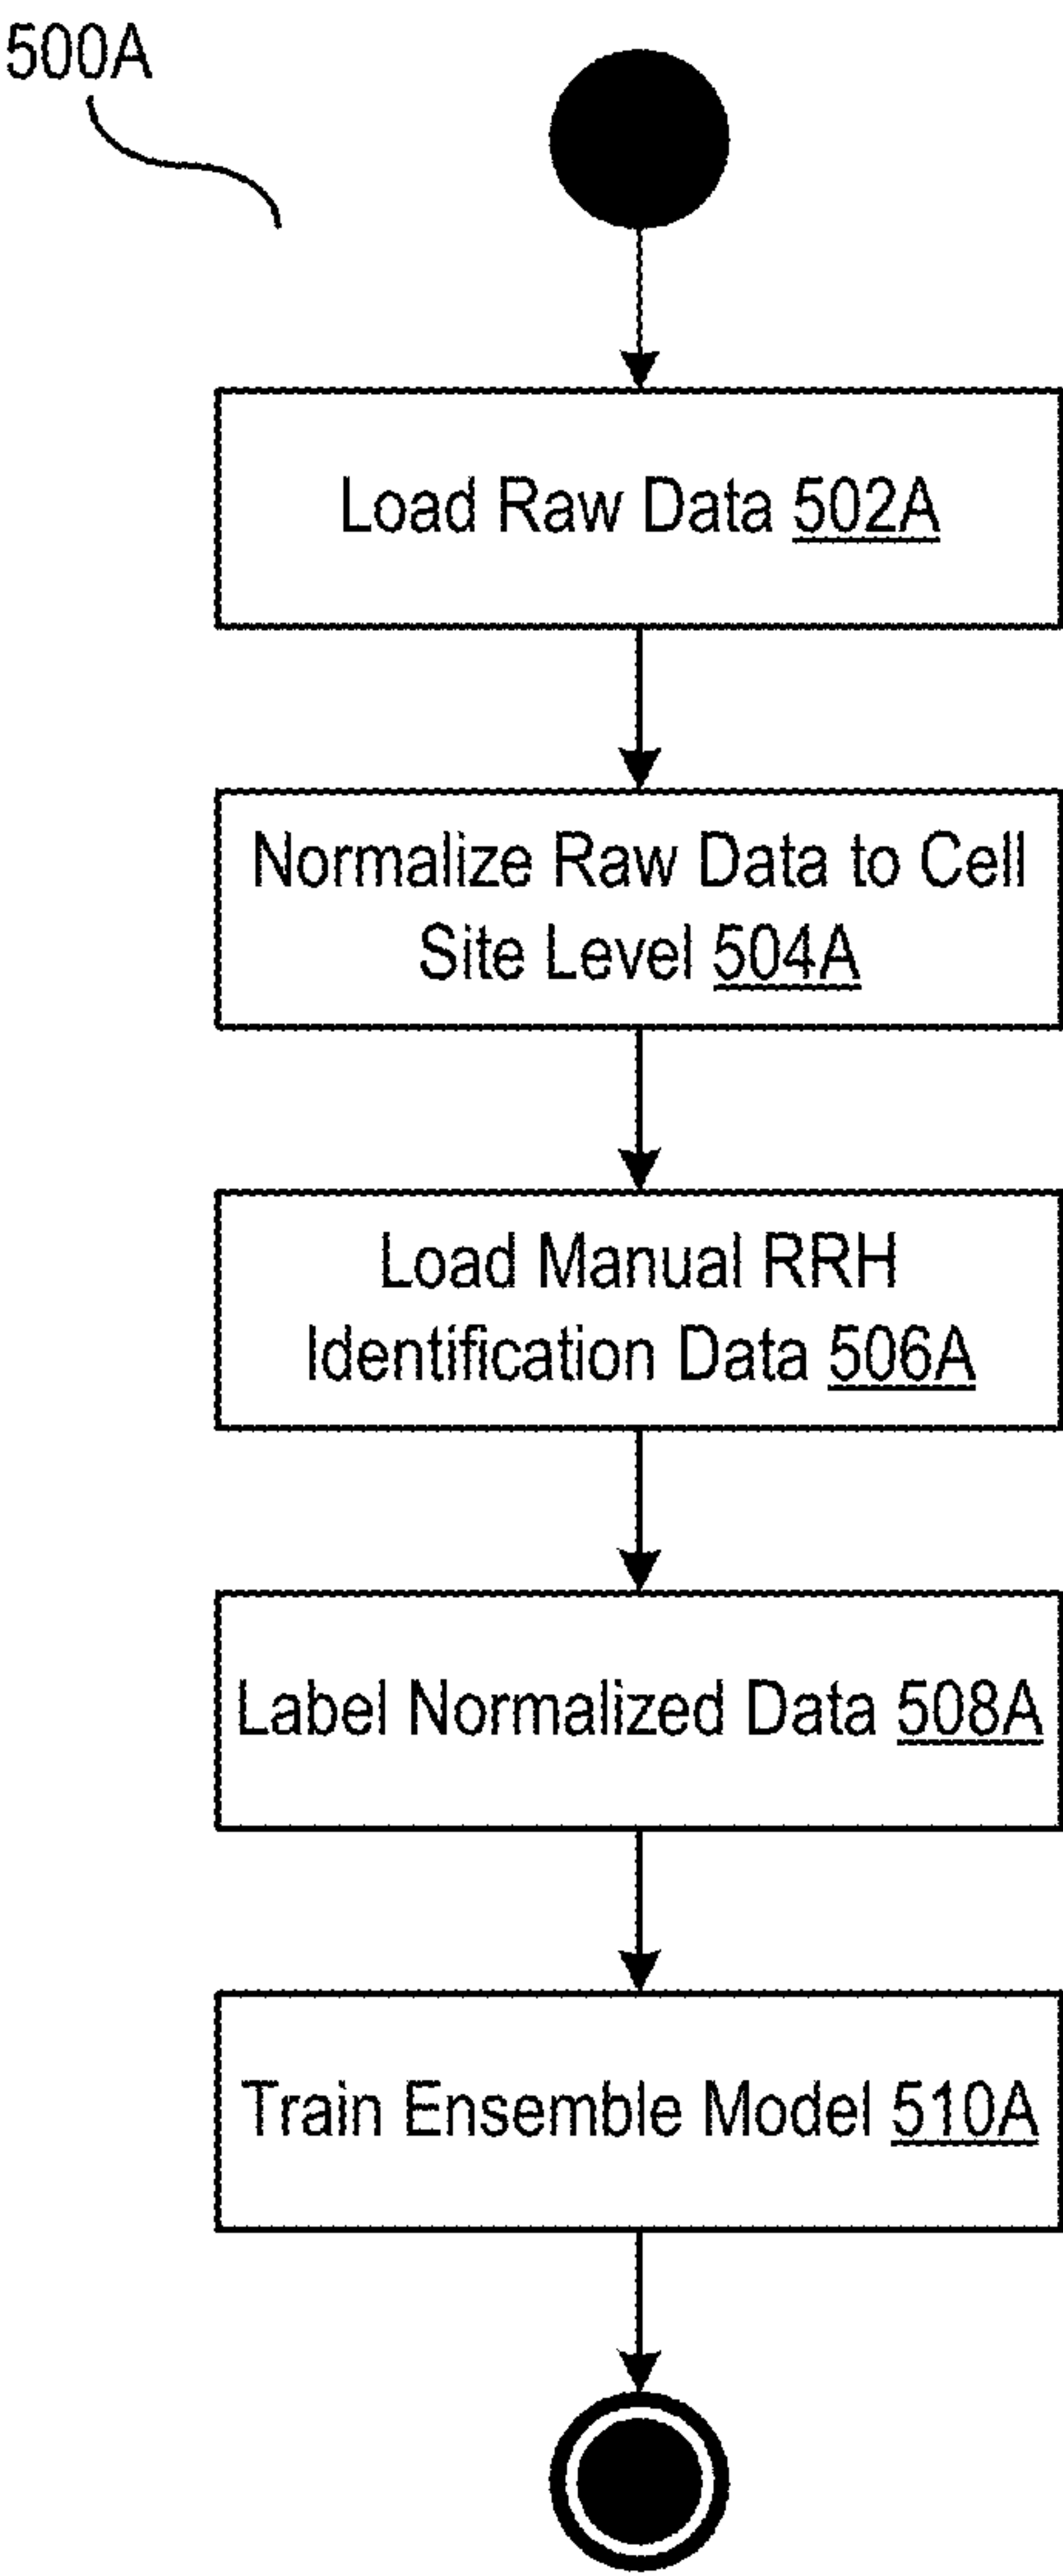 500A
Load Raw Data 502A
Normalize Raw Data to Cell
Site Level 504A
Load Manual RRH
Identification Data 506A
Label Normalized Data 508A
Train Ensemble Model 510A